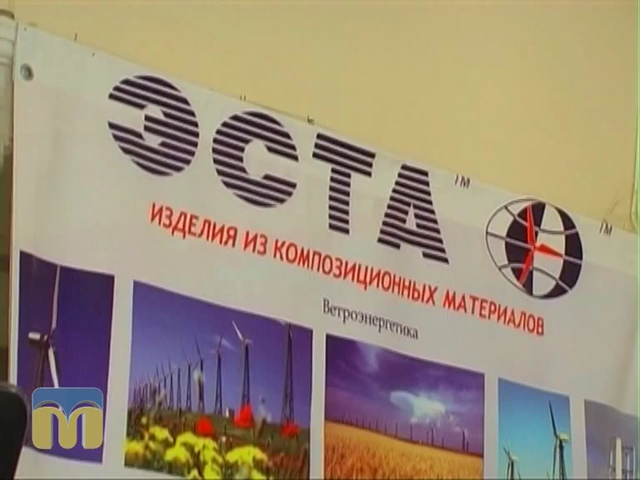 ЭСТА ™ ™
ИЗДЕЛИЯ ИЗ КОМПОЗИЦИОННЫХ МАТЕРИАЛОВ
Ветроэнергетика
М